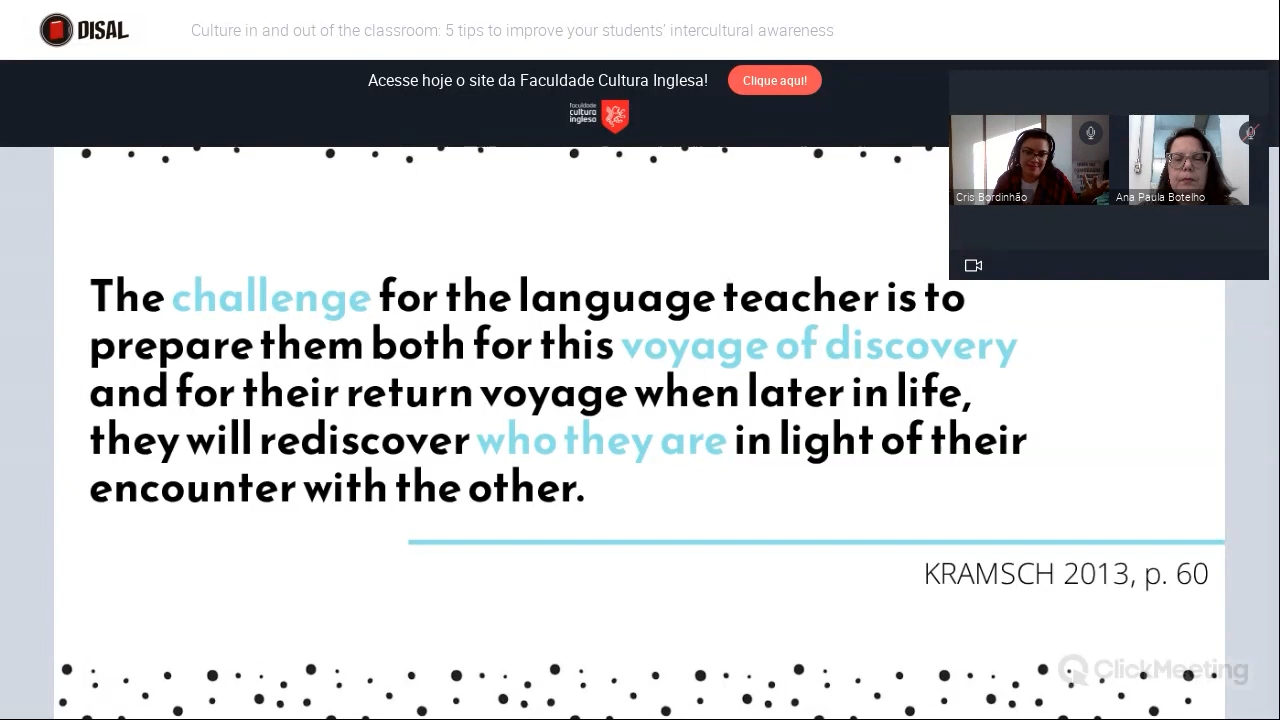 DISAL
Culture in and out of the classroom: 5 tips to improve your students' intercultural awareness
Acesse hoje o site da Faculdade Cultura Inglesa!
Clique aqui!
faculdade
cultura
inglesa
Cris Bordinhão
Ana Paula Botelho
The challenge for the language teacher is to
prepare them both for this voyage of discovery
and for their return voyage when later in life,
they will rediscover who they are in light of their
encounter with the other.
KRAMSCH 2013, p. 60
ClickMeeting